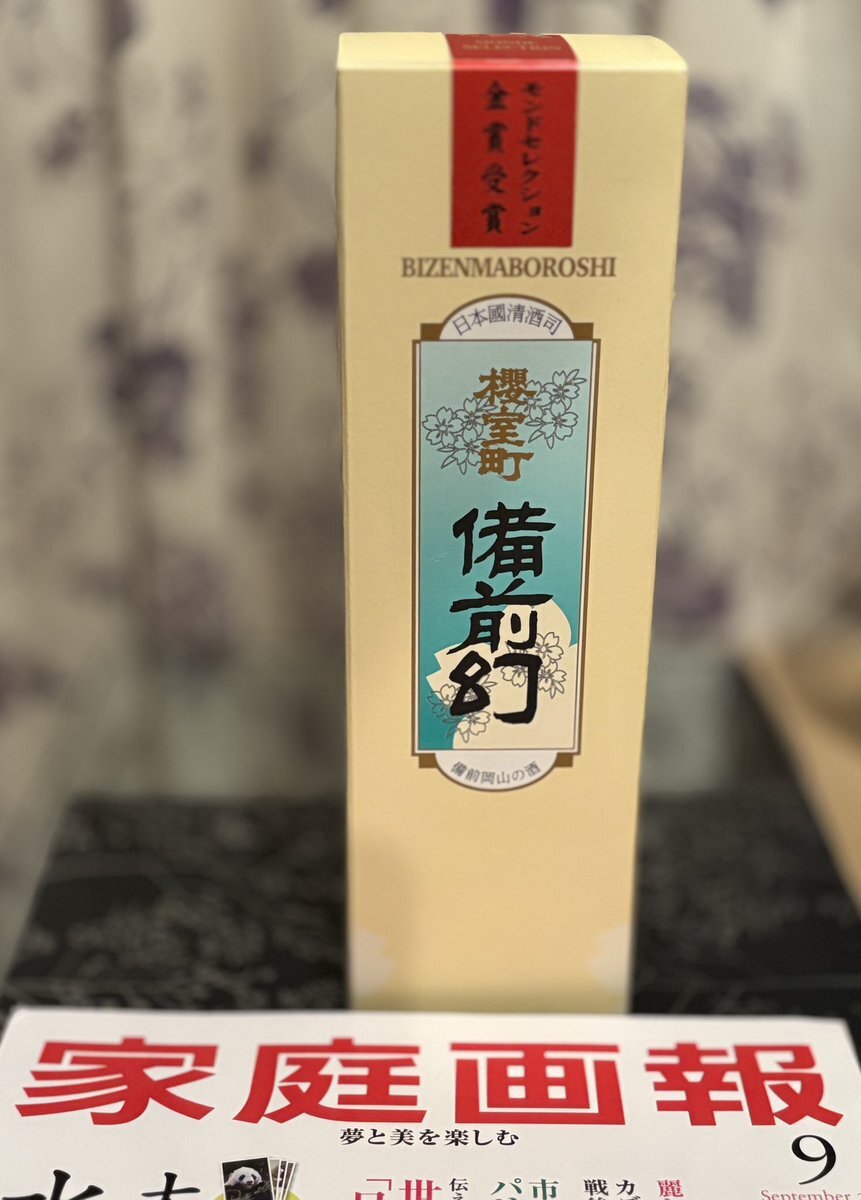 MONDE SELECTION
モンドセレクション
金賞受賞
BIZENMABOROSHI
日本國清酒司
櫻室町
備前幻
備前岡山の酒
家庭画報
夢と美を楽しむ
9
September